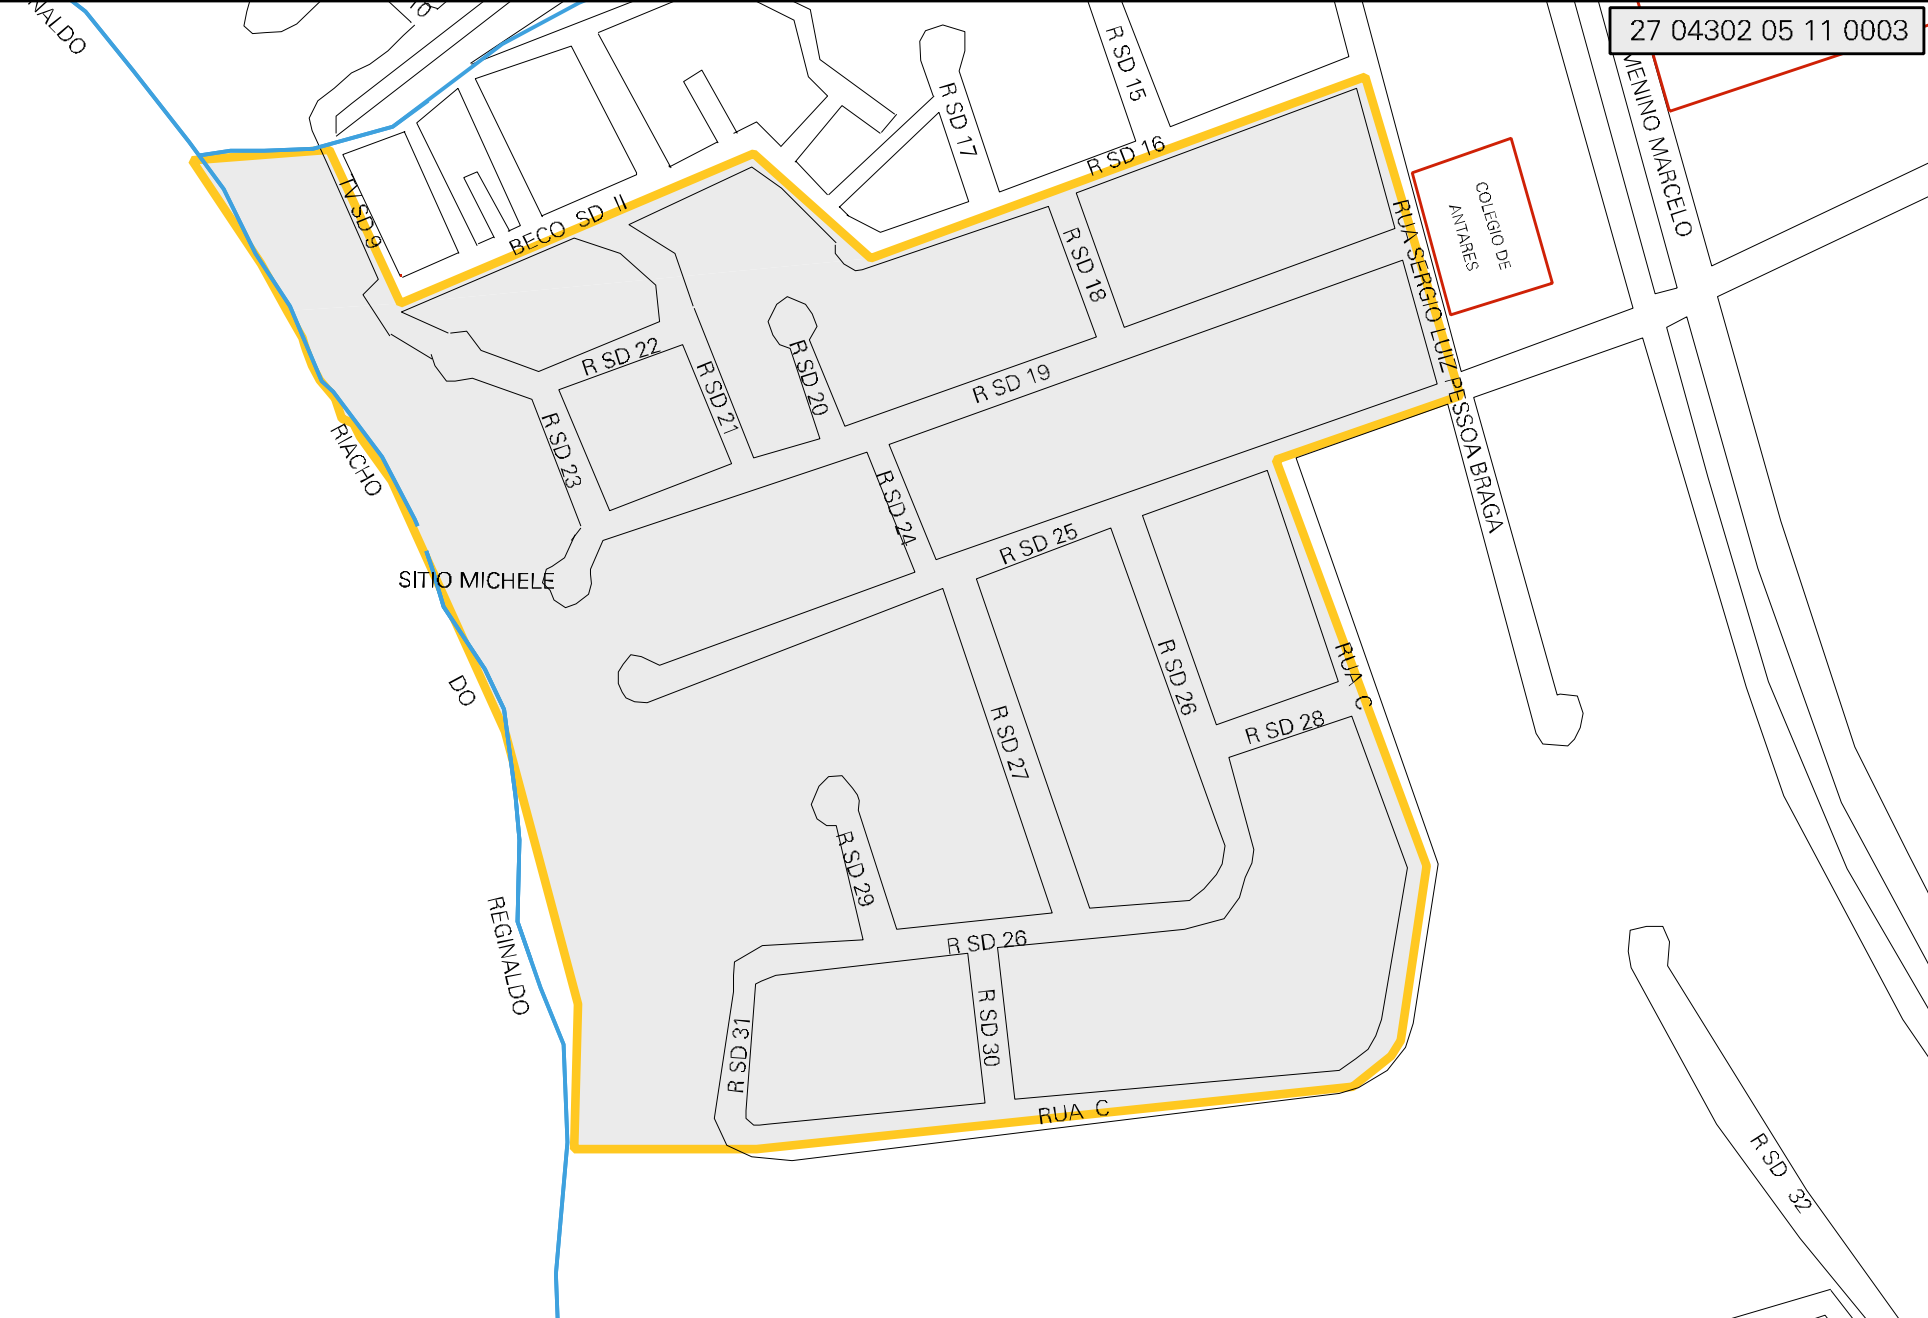 27 04302 05 11 0003
NALDO
10
R SD 15
MENINO MARCELO
R SD 17
R SD 16
COLEGIO DE
ANTARES
TV SD 9
BECO SD II
RUA SERGIO LUIZ PESSOA BRAGA
R SD 18
R SD 22
R SD 21
R SD 20
R SD 19
R SD 23
RIACHO
R SD 24
R SD 25
SITIO MICHELE
DO
R SD 26
RUA C
R SD 27
R SD 28
R SD 29
REGINALDO
R SD 26
R SD 30
R SD 31
RUA C
R SD 32